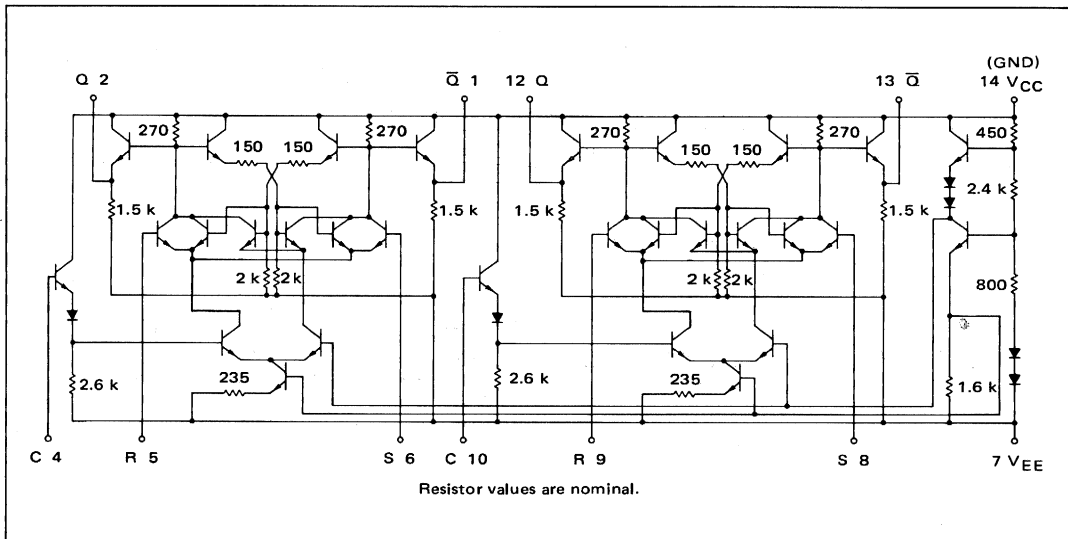 (GND)
Q 2
Q̄ 1
12 Q
13 Q̄
14 VCC
270
270
270
270
450
150
150
150
150
2.4 k
1.5 k
1.5 k
1.5 k
1.5 k
2 k
2 k
2 k
2 k
800
2.6 k
235
2.6 k
235
1.6 k
C 4
R 5
S 6
C 10
R 9
S 8
7 VEE
Resistor values are nominal.